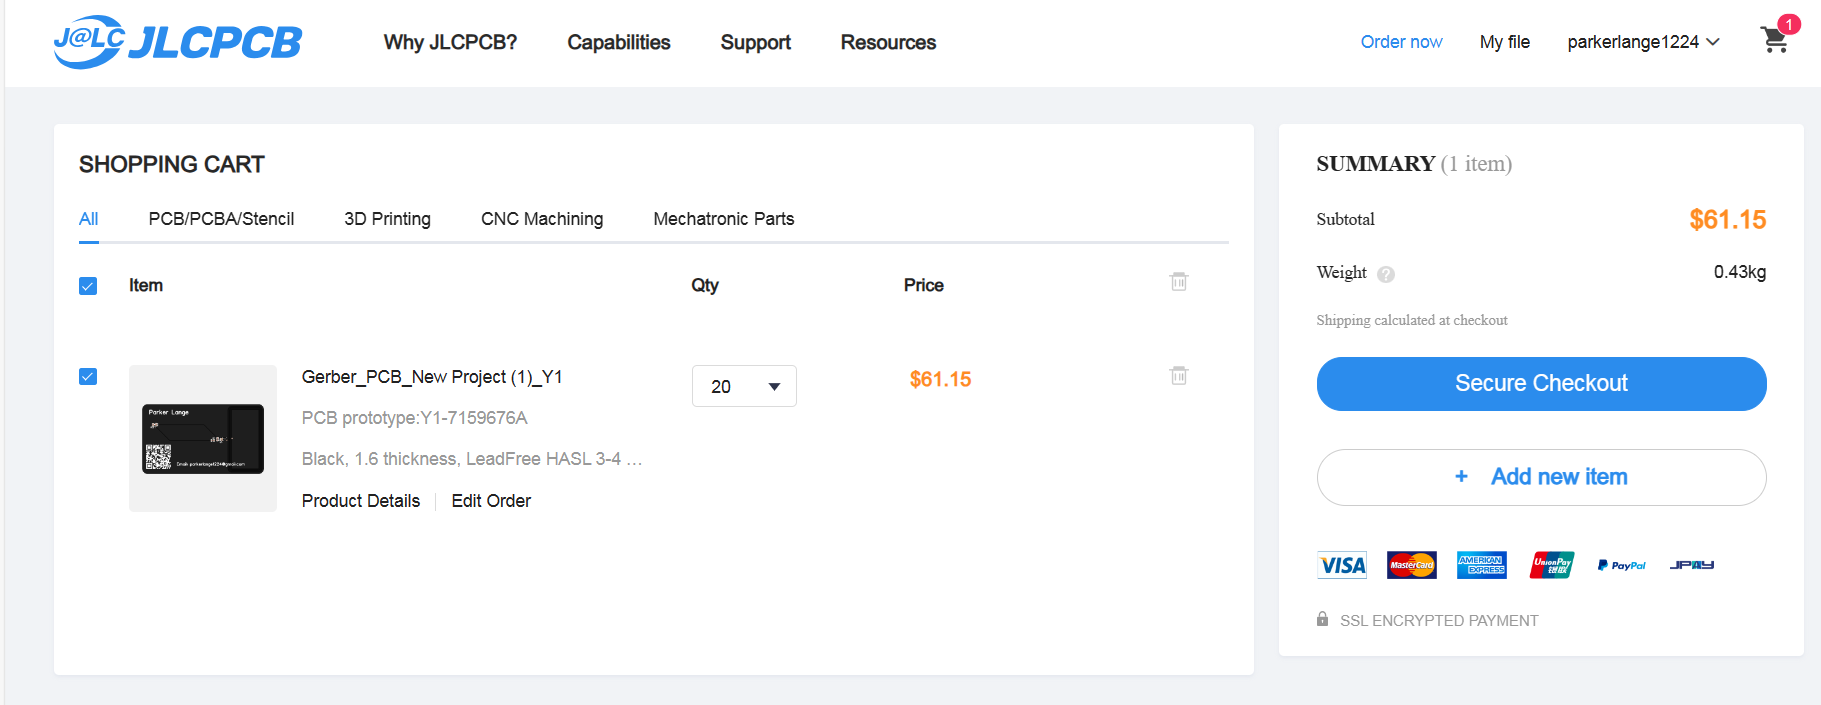 J@LC JLCPCB
Why JLCPCB? Capabilities Support Resources
Order now My file parkerlange1224 1
SHOPPING CART
All PCB/PCBA/Stencil 3D Printing CNC Machining Mechatronic Parts
Item Qty Price
Gerber_PCB_New Project (1)_Y1 20 $61.15
PCB prototype:Y1-7159676A
Black, 1.6 thickness, LeadFree HASL 3-4 ...
Product Details Edit Order
Parker Lange
SUMMARY (1 item)
Subtotal $61.15
Weight ? 0.43kg
Shipping calculated at checkout
Secure Checkout
+ Add new item
VISA MasterCard AMERICAN EXPRESS UnionPay 银联 PayPal JPAY
SSL ENCRYPTED PAYMENT